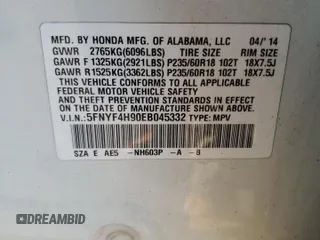 MFD. BY HONDA MFG. OF ALABAMA, LLC 04/'14
GVWR 2765KG(6096LBS) TIRE SIZE RIM SIZE
GAWR F 1325KG(2921LBS) P235/60R18 102T 18X7.5J
GAWR R1525KG(3362LBS) P235/60R18 102T 18X7.5J
THIS VEHICLE CONFORMS TO ALL APPLICABLE
FEDERAL MOTOR VEHICLE SAFETY AND THEFT
PREVENTION STANDARDS IN EFFECT ON THE
DATE OF MANUFACTURE SHOWN ABOVE.
V.I.N.: 5FNYF4H90EB045332 TYPE: MPV
SZA E AE5 -NH603P -A -B
DREAMBID